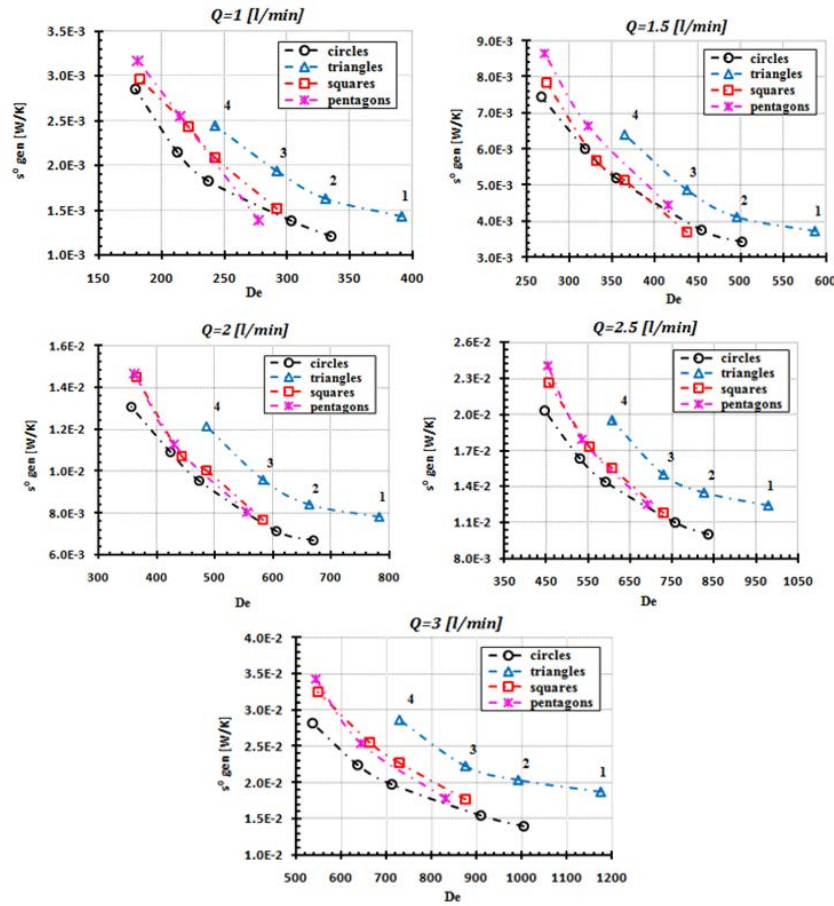 Q=1 [l/min]
3.5E-3
3.0E-3
2.5E-3
2.0E-3
1.5E-3
1.0E-3
s° gen [W/K]
circles
triangles
squares
pentagons
4
3
2
1
150 200 250 300 350 400
De
Q=1.5 [l/min]
9.0E-3
8.0E-3
7.0E-3
6.0E-3
5.0E-3
4.0E-3
3.0E-3
s° gen [W/K]
circles
triangles
squares
pentagons
4
3
2
1
250 300 350 400 450 500 550 600
De
Q=2 [l/min]
1.6E-2
1.4E-2
1.2E-2
1.0E-2
8.0E-3
6.0E-3
s° gen [W/K]
circles
triangles
squares
pentagons
4
3
2
1
300 400 500 600 700 800
De
Q=2.5 [l/min]
2.6E-2
2.3E-2
2.0E-2
1.7E-2
1.4E-2
1.1E-2
8.0E-3
s° gen [W/K]
circles
triangles
squares
pentagons
4
3
2
1
350 450 550 650 750 850 950 1050
De
Q=3 [l/min]
4.0E-2
3.5E-2
3.0E-2
2.5E-2
2.0E-2
1.5E-2
1.0E-2
s° gen [W/K]
circles
triangles
squares
pentagons
4
3
2
1
500 600 700 800 900 1000 1100 1200
De